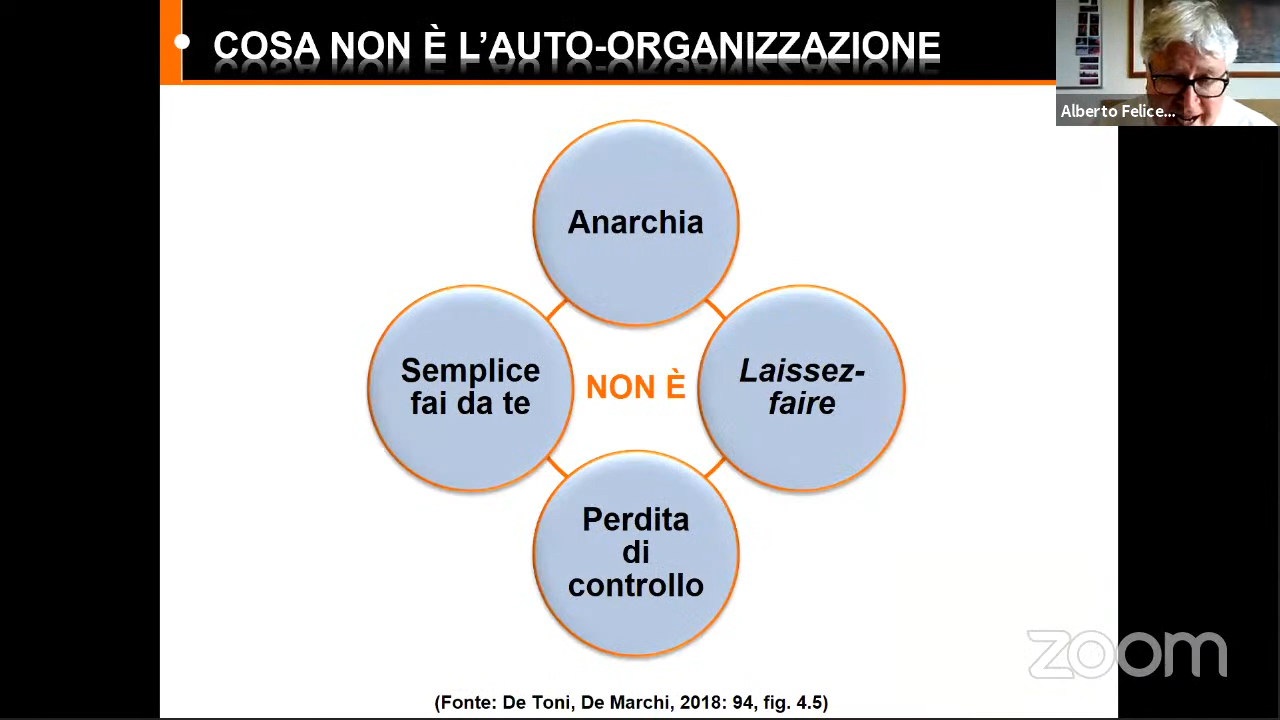 COSA NON È L’AUTO-ORGANIZZAZIONE
Alberto Felice...
Anarchia
Semplice
fai da te
NON È
Laissez-
faire
Perdita
di
controllo
zoom
(Fonte: De Toni, De Marchi, 2018: 94, fig. 4.5)